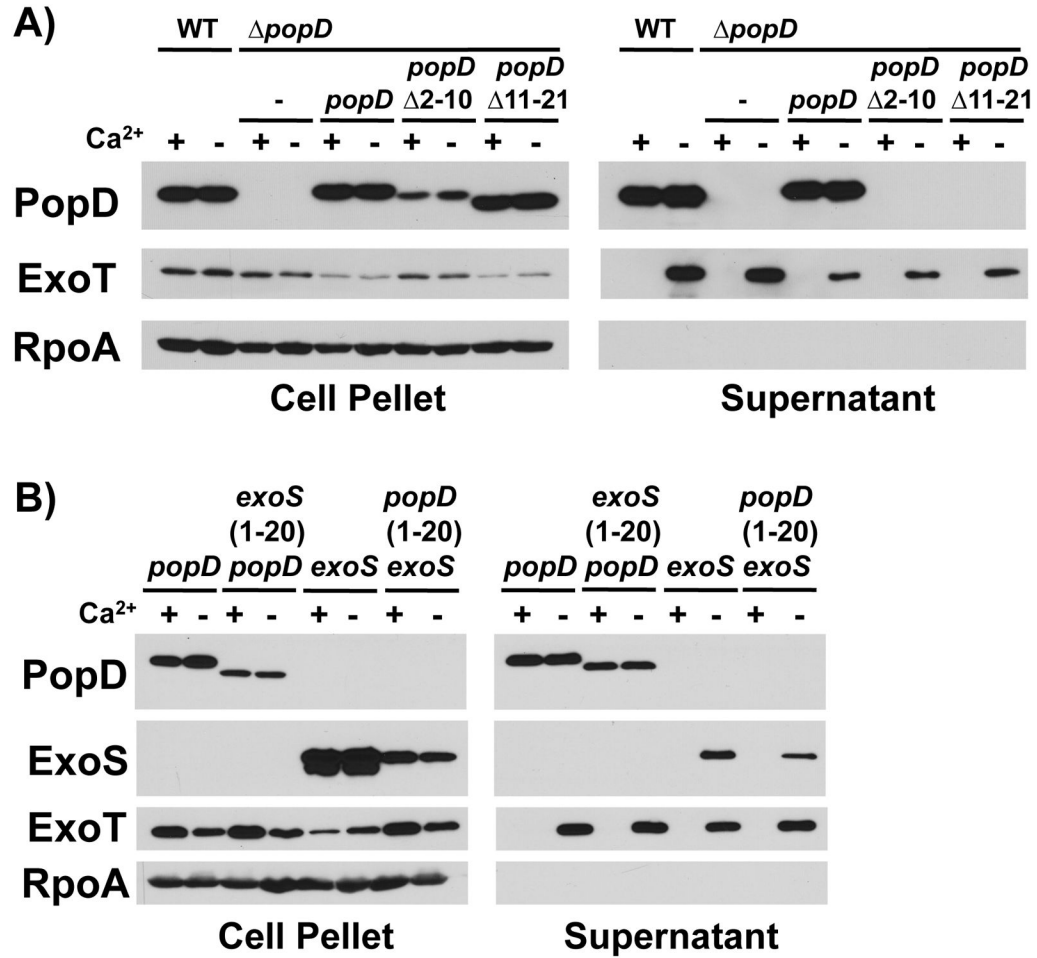 A)
WT ΔpopD WT ΔpopD
popD popD popD popD
- popD Δ2-10 Δ11-21 - popD Δ2-10 Δ11-21
Ca2+ + - + - + - + - + - + - + - + - + - + -
PopD
ExoT
RpoA
Cell Pellet Supernatant
B)
exoS popD exoS popD
(1-20) (1-20) (1-20) (1-20)
popD popD exoS exoS popD popD exoS exoS
Ca2+ + - + - + - + - + - + - + - + -
PopD
ExoS
ExoT
RpoA
Cell Pellet Supernatant